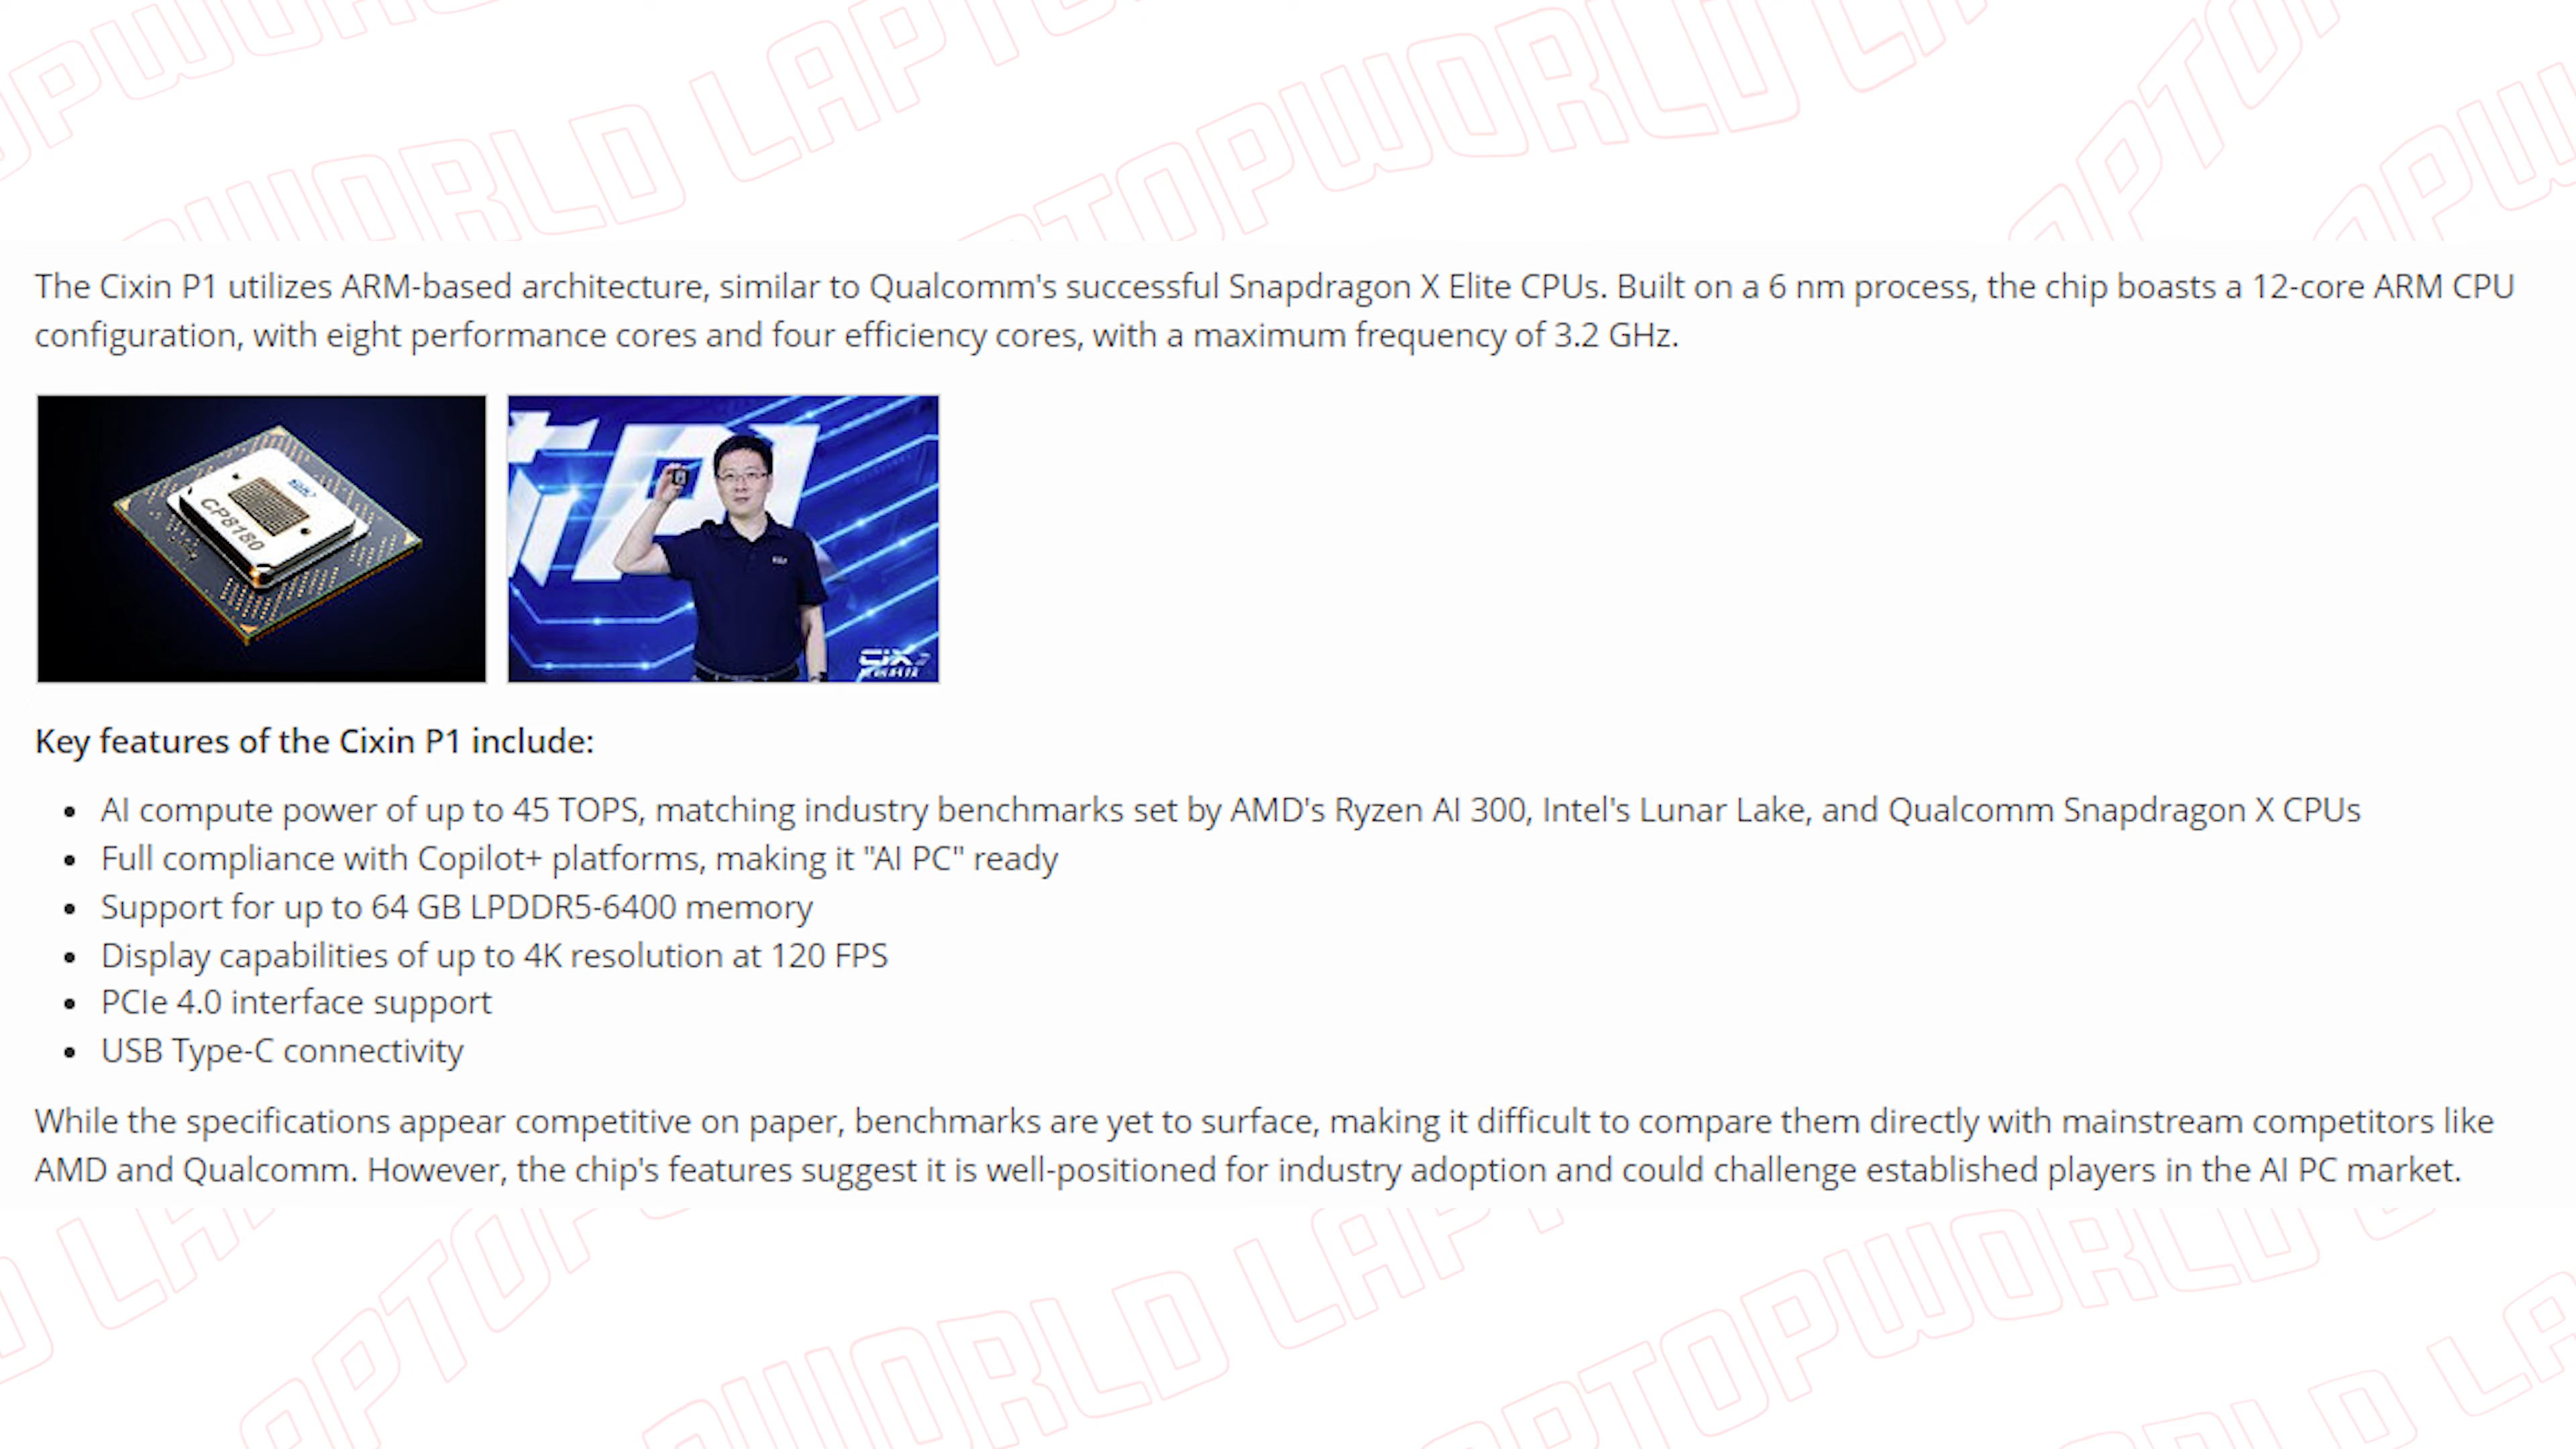 LAPTOPWORLD LAPTOPWORLD
The Cixin P1 utilizes ARM-based architecture, similar to Qualcomm's successful Snapdragon X Elite CPUs. Built on a 6 nm process, the chip boasts a 12-core ARM CPU
configuration, with eight performance cores and four efficiency cores, with a maximum frequency of 3.2 GHz.
CP8180
P1
CIX
Key features of the Cixin P1 include:
• AI compute power of up to 45 TOPS, matching industry benchmarks set by AMD's Ryzen AI 300, Intel's Lunar Lake, and Qualcomm Snapdragon X CPUs
• Full compliance with Copilot+ platforms, making it "AI PC" ready
• Support for up to 64 GB LPDDR5-6400 memory
• Display capabilities of up to 4K resolution at 120 FPS
• PCIe 4.0 interface support
• USB Type-C connectivity
While the specifications appear competitive on paper, benchmarks are yet to surface, making it difficult to compare them directly with mainstream competitors like
AMD and Qualcomm. However, the chip's features suggest it is well-positioned for industry adoption and could challenge established players in the AI PC market.